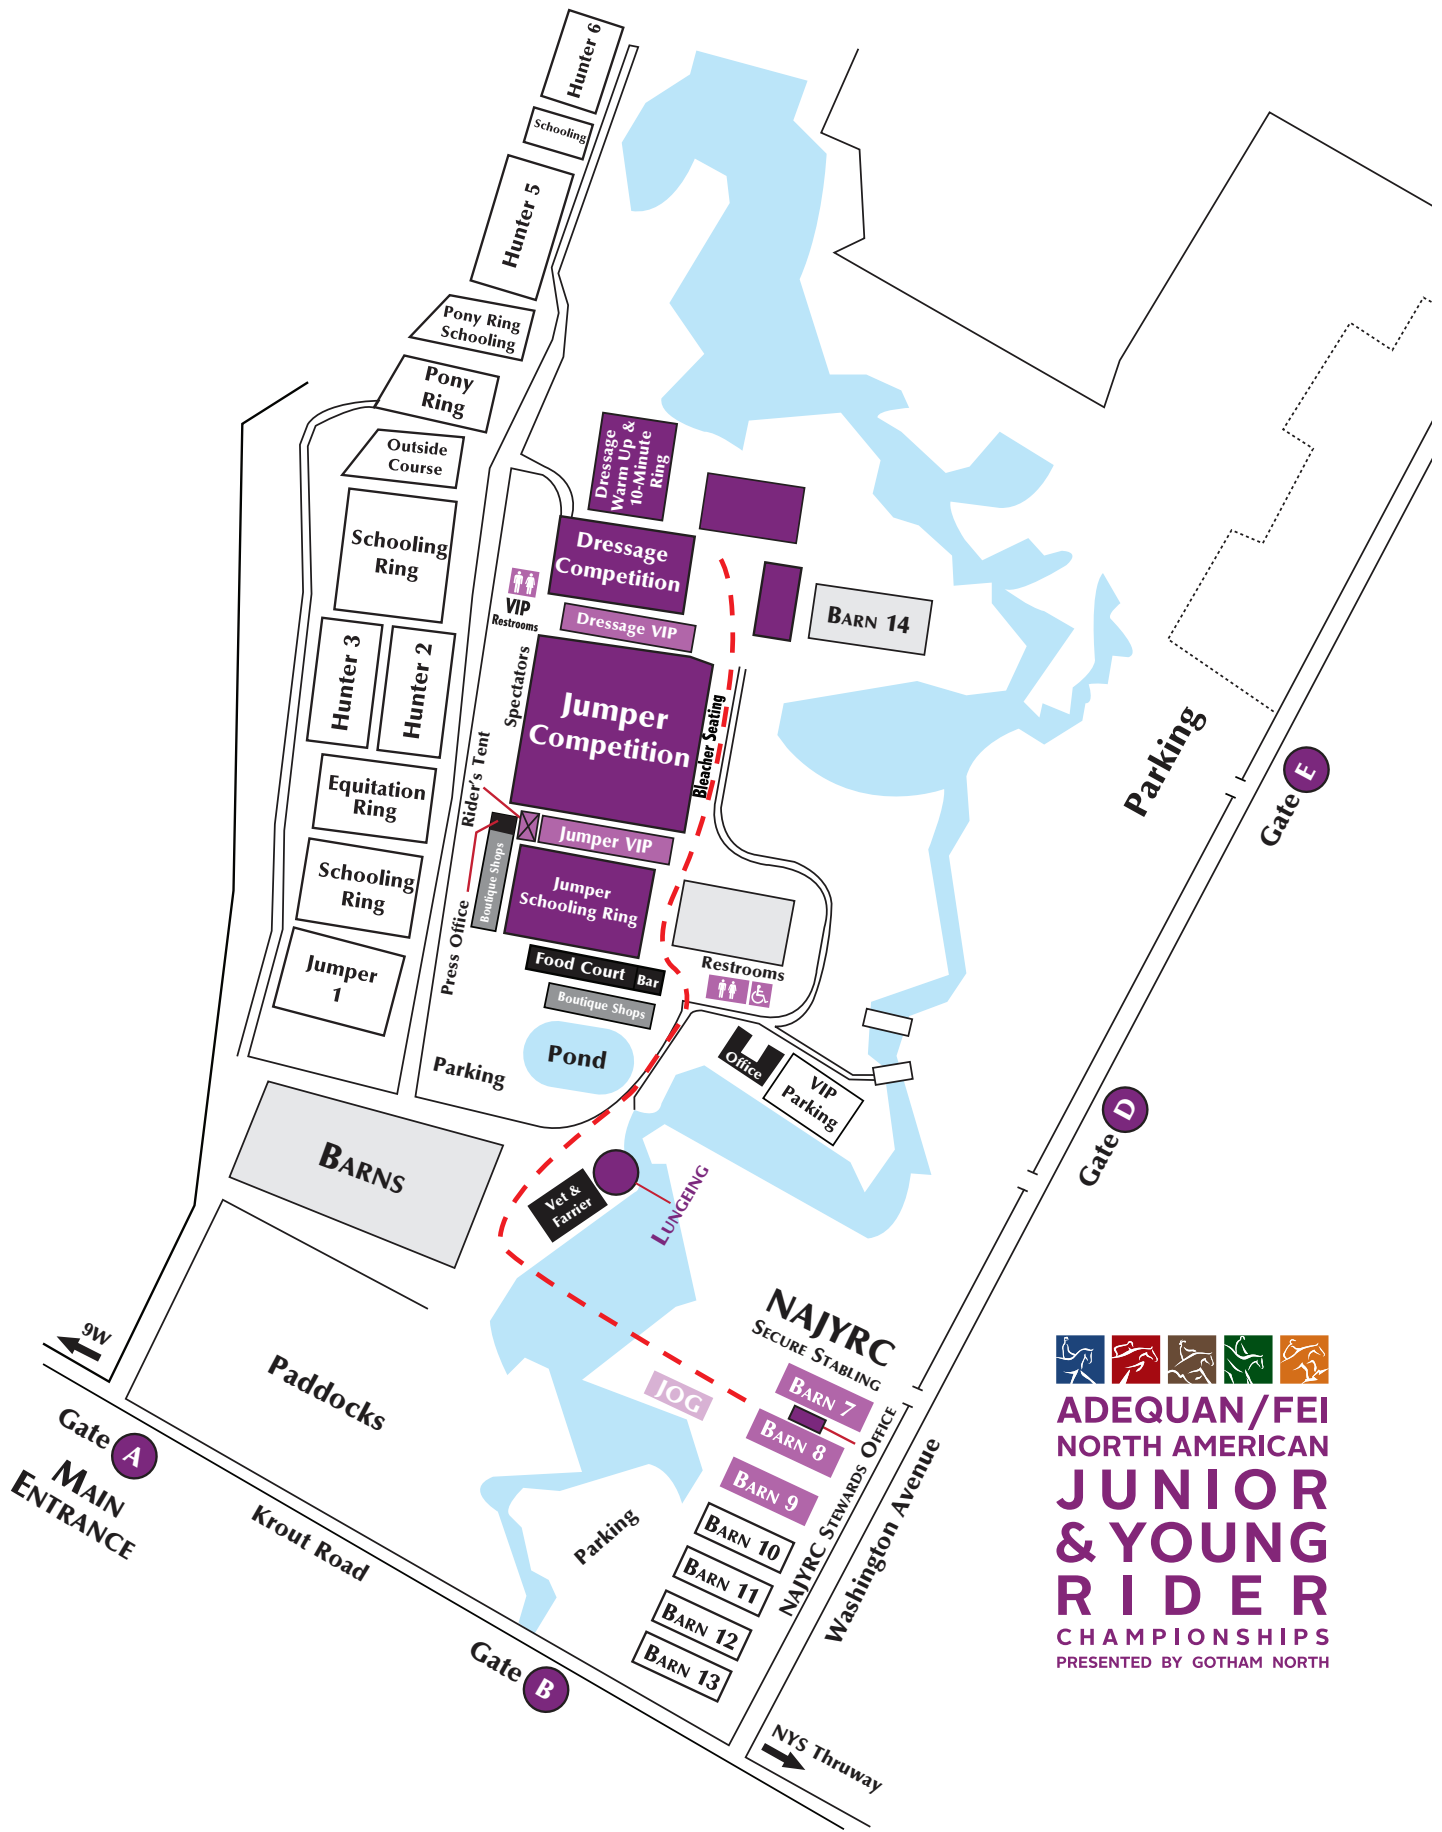 Hunter 6
Schooling
Hunter 5
Pony Ring
Schooling
Pony
Ring
Outside
Course
Schooling
Ring
Hunter 3
Hunter 2
Equitation
Ring
Schooling
Ring
Jumper
1
Dressage
Warm Up &
10-Minute
Ring
Dressage
Competition
VIP
Restrooms
Dressage VIP
BARN 14
Spectators
Jumper
Competition
Bleacher Seating
Rider's Tent
Jumper VIP
Boutique Shops
Jumper
Schooling Ring
Press Office
Food Court
Bar
Boutique Shops
Restrooms
Pond
Parking
Office
VIP
Parking
Parking
Gate E
Gate D
BARNS
Vet &
Farrier
LUNGEING
NAJYRC
SECURE STABLING
JOG
BARN 7
BARN 8
BARN 9
BARN 10
BARN 11
BARN 12
BARN 13
NAJYRC STEWARDS OFFICE
Washington Avenue
Parking
Paddocks
9W
Gate A
MAIN
ENTRANCE
Krout Road
Gate B
NYS Thruway
ADEQUAN/FEI
NORTH AMERICAN
JUNIOR
& YOUNG
RIDER
CHAMPIONSHIPS
PRESENTED BY GOTHAM NORTH